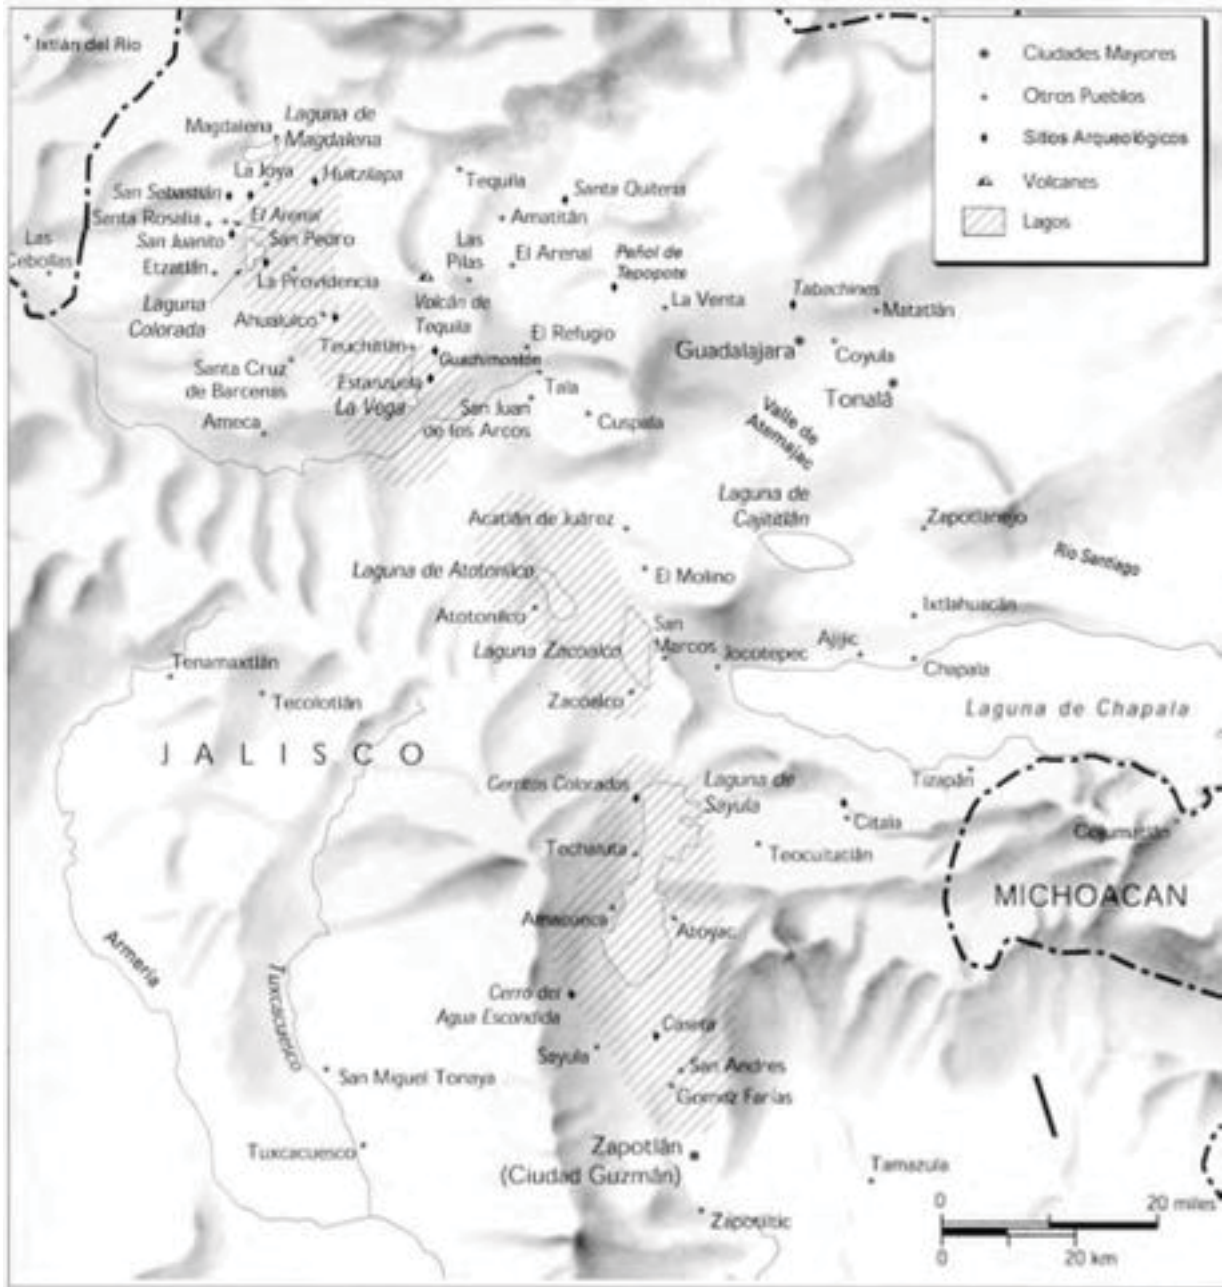 Ixtlán del Río
Ciudades Mayores
Otros Pueblos
Sitios Arqueológicos
Volcanes
Lagos
Laguna de
Magdalena
Magdalena
La Joya
Huitzilapa
Tequila
Santa Quiteria
San Sebastián
Santa Rosalia
El Arenal
Amatitán
San Juanito
San Pedro
Las
Cebollas
Las
Pilas
El Arenal
Peñol de
Tepopote
Etzatlán
La Providencia
Tabachines
Laguna
Colorada
Volcán de
Tequila
La Venta
Matatlán
Ahualulco
El Refugio
Teuchitlán
Guachimontón
Guadalajara
Coyula
Santa Cruz
de Barcenas
Estanzuela
Tala
Tonalá
La Vega
San Juan
de los Arcos
Cuspala
Valle de
Atemajac
Ameca
Laguna de
Cajititlán
Acatlán de Juárez
Zapotlanejo
Río Santiago
Laguna de Atotonilco
El Molino
Atotonilco
Ixtlahuacán
San
Marcos
Laguna Zacoalco
Jocotepec
Ajijic
Chapala
Tenamaxtlán
Tecolotlán
Zacoalco
Laguna de Chapala
JALISCO
Cerritos Colorados
Laguna de
Sayula
Tizapán
Citala
Cojumatlán
Techaluta
Teocuitatlán
MICHOACAN
Amacueca
Atoyac
Armería
Tuxcacuesco
Cerro del
Agua Escondida
Caseta
Sayula
San Andres
San Miguel Tonaya
Gomez Farías
Tuxcacuesco
Zapotlán
(Ciudad Guzmán)
Tamazula
Zapotiltic
0
20 miles
0
20 km